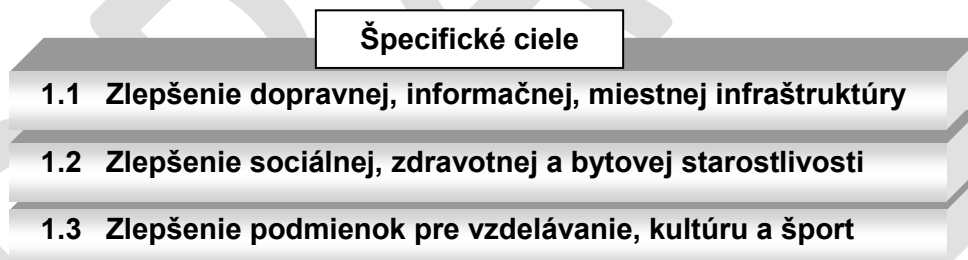 Špecifické ciele
1.1 Zlepšenie dopravnej, informačnej, miestnej infraštruktúry
1.2 Zlepšenie sociálnej, zdravotnej a bytovej starostlivosti
1.3 Zlepšenie podmienok pre vzdelávanie, kultúru a šport